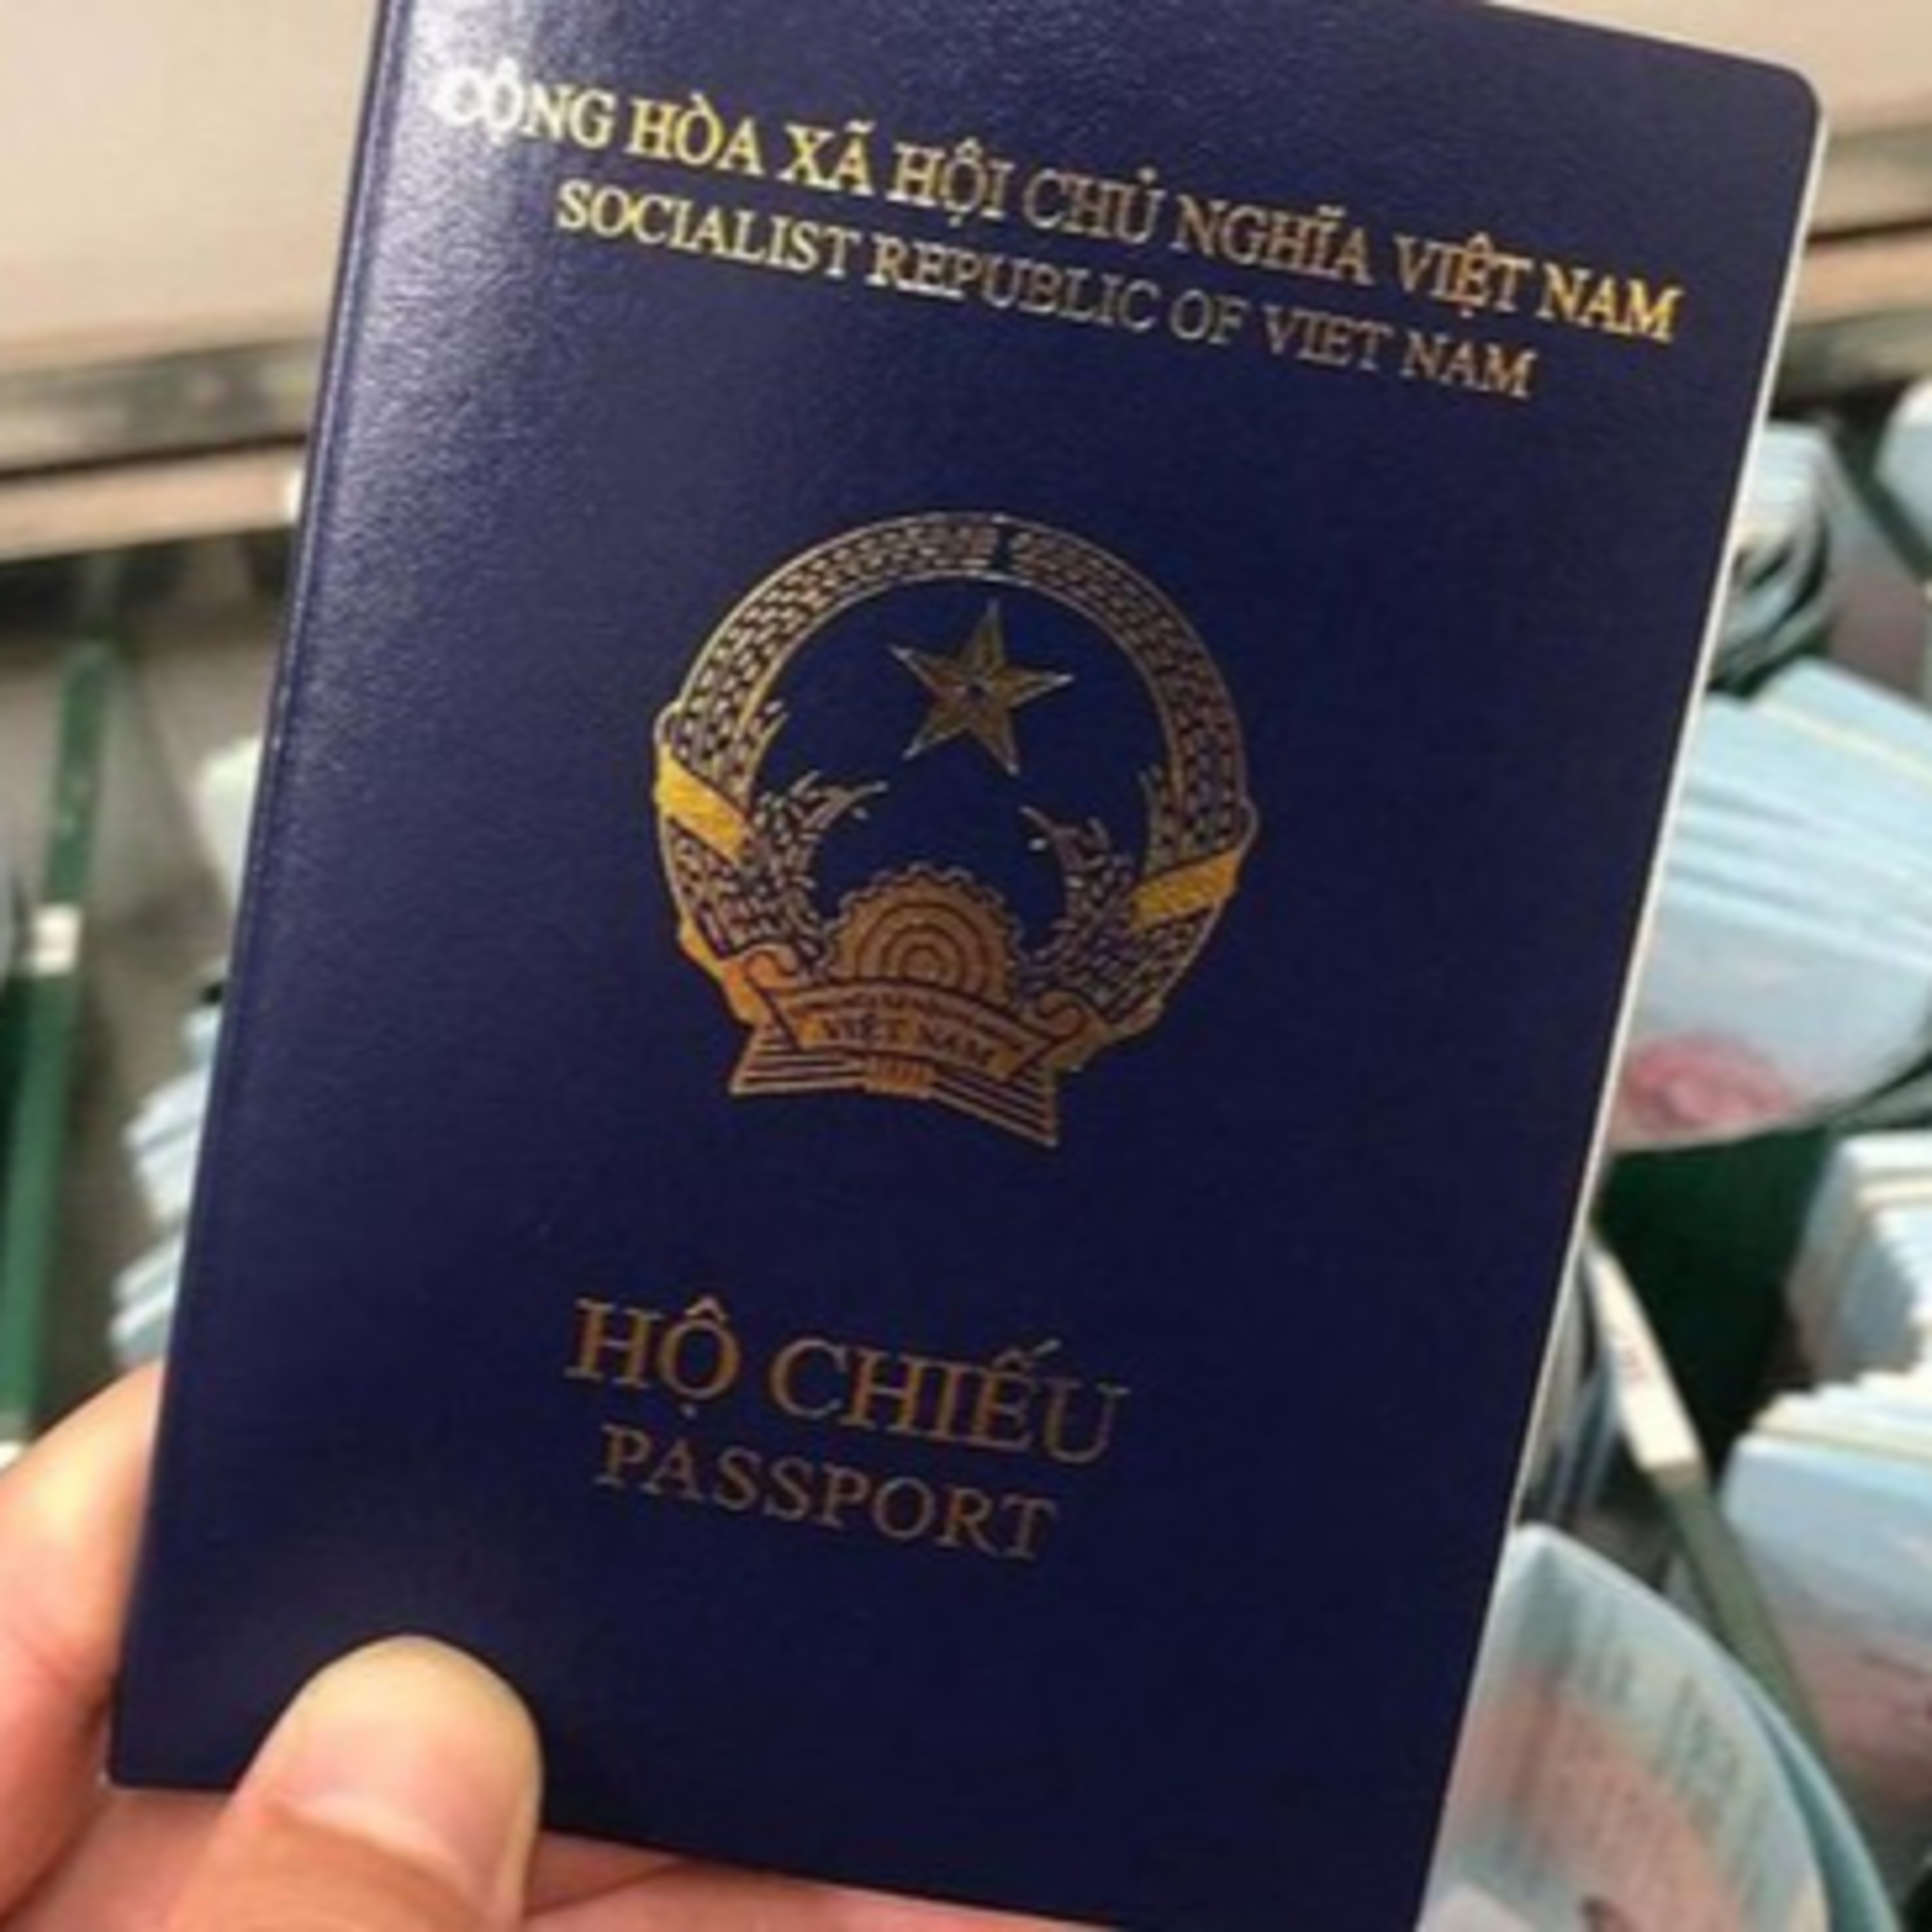 CỘNG HÒA XÃ HỘI CHỦ NGHĨA VIỆT NAM
SOCIALIST REPUBLIC OF VIET NAM
VIỆT NAM
HỘ CHIẾU
PASSPORT